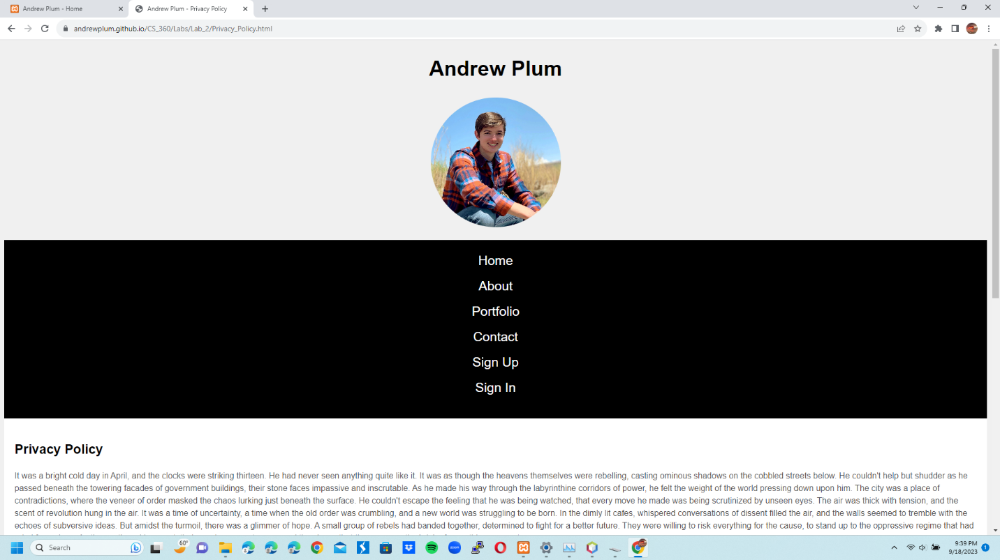 Andrew Plum - Home
Andrew Plum - Privacy Policy
andrewplum.github.io/CS_360/Labs/Lab_2/Privacy_Policy.html
Andrew Plum
Home
About
Portfolio
Contact
Sign Up
Sign In
Privacy Policy
It was a bright cold day in April, and the clocks were striking thirteen. He had never seen anything quite like it. It was as though the heavens themselves were rebelling, casting ominous shadows on the cobbled streets below. He couldn't help but shudder as he
passed beneath the towering facades of government buildings, their stone faces impassive and inscrutable. As he made his way through the labyrinthine corridors of power, he felt the weight of the world pressing down upon him. The city was a place of
contradictions, where the veneer of order masked the chaos lurking just beneath the surface. He couldn't escape the feeling that he was being watched, that every move he made was being scrutinized by unseen eyes. The air was thick with tension, and the
scent of revolution hung in the air. It was a time of uncertainty, a time when the old order was crumbling, and a new world was struggling to be born. In the dimly lit cafes, whispered conversations of dissent filled the air, and the walls seemed to tremble with the
echoes of subversive ideas. But amidst the turmoil, there was a glimmer of hope. A small group of rebels had banded together, determined to fight for a better future. They were willing to risk everything for the cause, to stand up to the oppressive regime that had
Search
60°
zoom
9:39 PM
9/18/2023
1